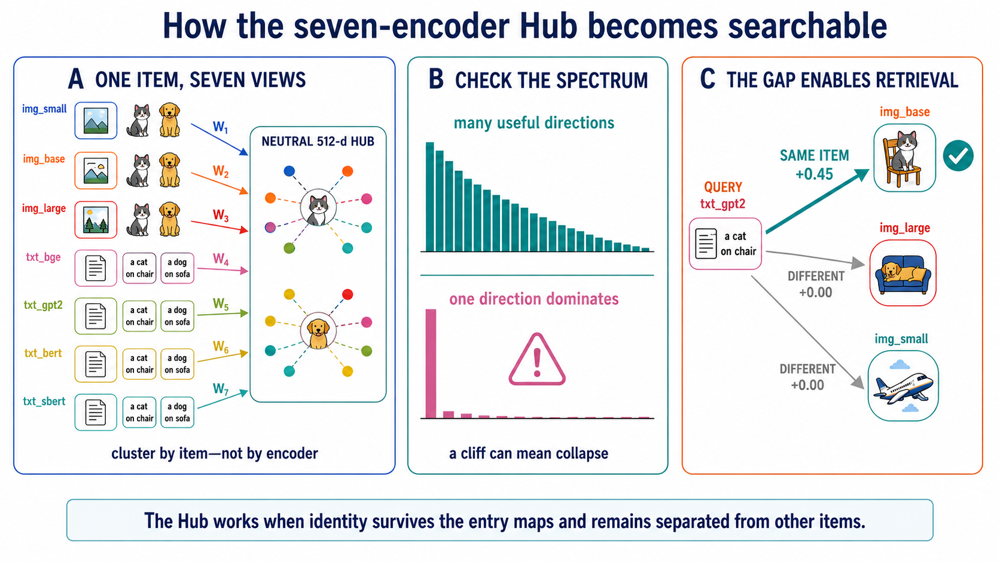 How the seven-encoder Hub becomes searchable
A ONE ITEM, SEVEN VIEWS
img_small
W1
img_base
W2
img_large
W3
txt_bge
a cat
on chair
a dog
on sofa
W4
txt_gpt2
a cat
on chair
a dog
on sofa
W5
txt_bert
a cat
on chair
a dog
on sofa
W6
txt_sbert
a cat
on chair
a dog
on sofa
W7
NEUTRAL 512-d HUB
cluster by item—not by encoder
B CHECK THE SPECTRUM
many useful directions
one direction dominates
!
a cliff can mean collapse
C THE GAP ENABLES RETRIEVAL
QUERY
txt_gpt2
a cat
on chair
SAME ITEM
+0.45
img_base
DIFFERENT
+0.00
img_large
DIFFERENT
+0.00
img_small
The Hub works when identity survives the entry maps and remains separated from other items.